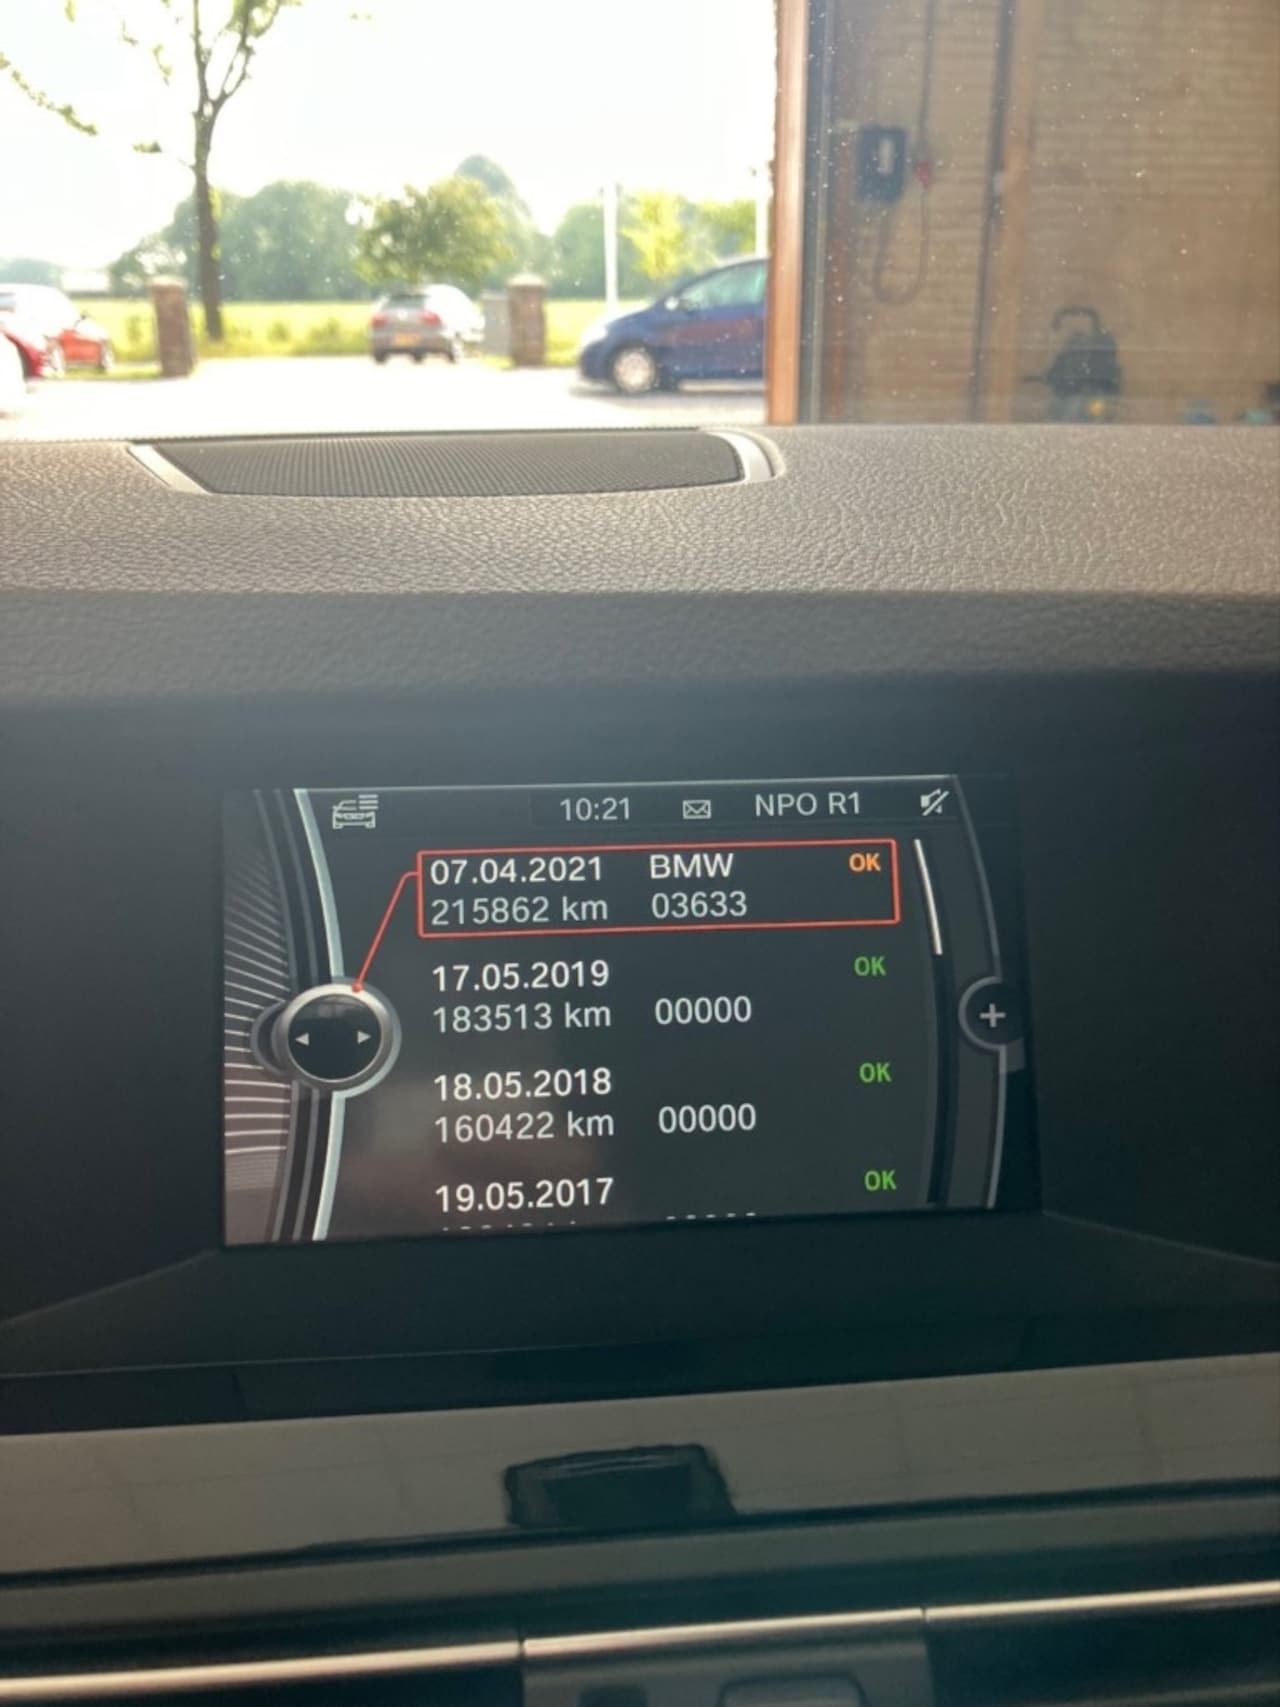 10:21 NPO R1
07.04.2021 BMW OK
215862 km 03633
17.05.2019 OK
183513 km 00000
18.05.2018 OK
160422 km 00000
19.05.2017 OK